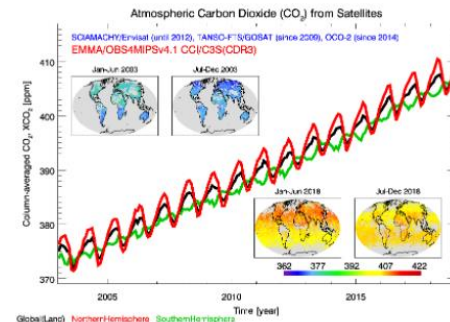 Atmospheric Carbon Dioxide (CO₂) from Satellites
SCIAMACHY/Envisat (until 2012), TANSO-FTS/GOSAT (since 2009), OCO-2 (since 2014)
EMMA/OBS4MIPSv4.1 CCI/C3S(CDR3)
Jan-Jun 2003 Jul-Dec 2003
Column-averaged CO₂, XCO₂ [ppm]
410
400
390
380
370
Jan-Jun 2018 Jul-Dec 2018
362 377 392 407 422
2005 2010 2015
Time [year]
Global(Land) NorthernHemisphere SouthernHemisphere